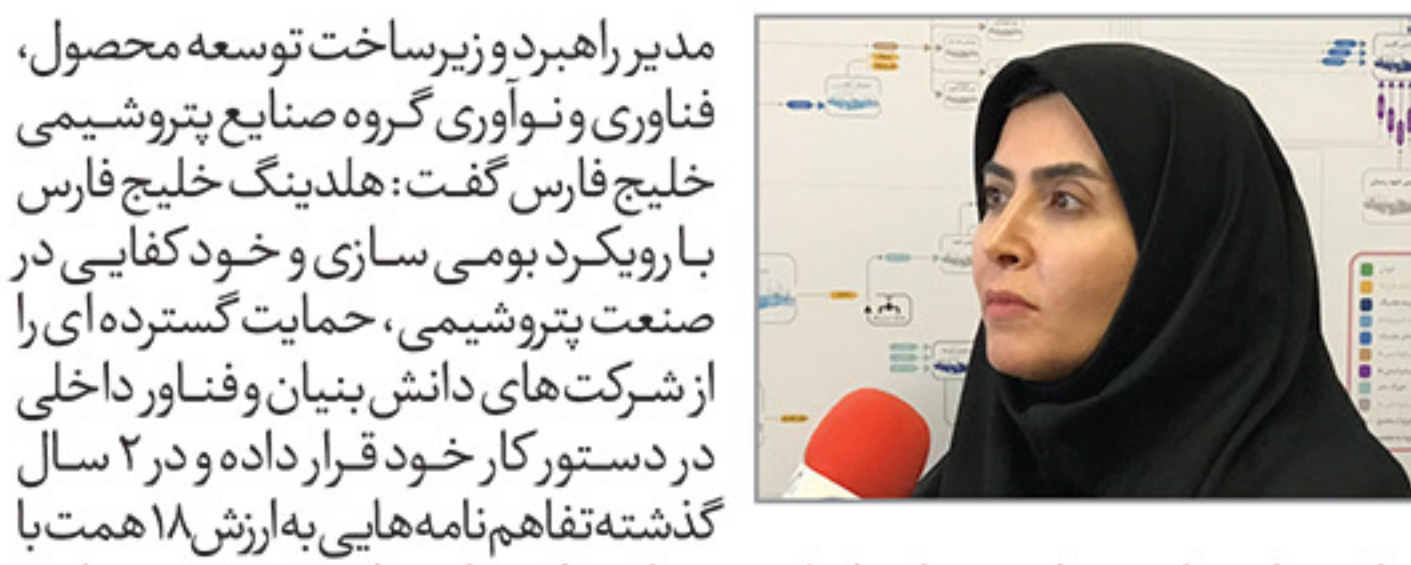 مدیر راهبرد و زیرساخت توسعه محصول،
فناوری و نوآوری گروه صنایع پتروشیمی
خلیج فارس گفت: هلدینگ خلیج فارس
با رویکرد بومی سازی و خودکفایی در
صنعت پتروشیمی، حمایت گسترده ای را
از شرکت های دانش بنیان و فناور داخلی
در دستور کار خود قرار داده و در ۲ سال
گذشته تفاهم نامه هایی به ارزش ۱۸ همت با